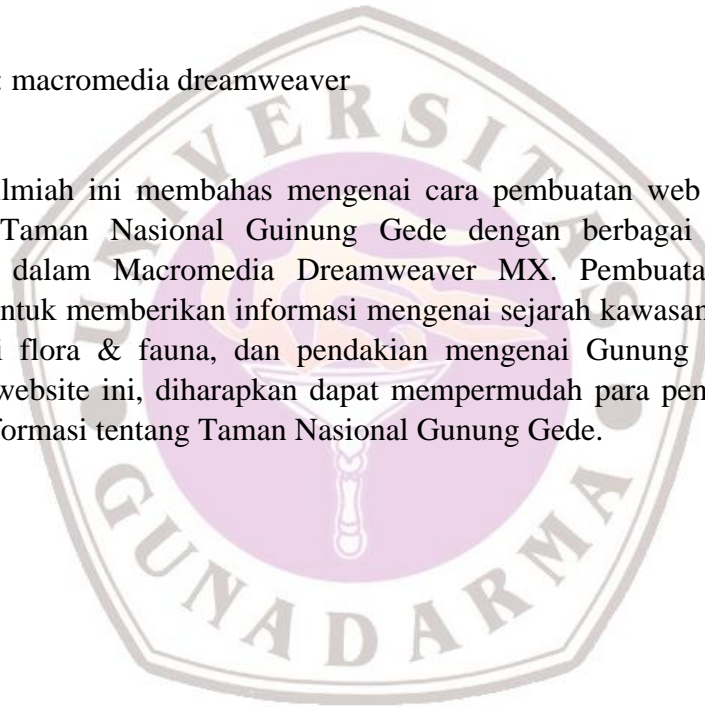 : macromedia dreamweaver
lmiah ini membahas mengenai cara pembuatan web
Taman Nasional Guinung Gede dengan berbagai
dalam Macromedia Dreamweaver MX. Pembuata
ntuk memberikan informasi mengenai sejarah kawasan
i flora & fauna, dan pendakian mengenai Gunung
website ini, diharapkan dapat mempermudah para pen
formasi tentang Taman Nasional Gunung Gede.
UNIVERSITAS
GUNADARMA